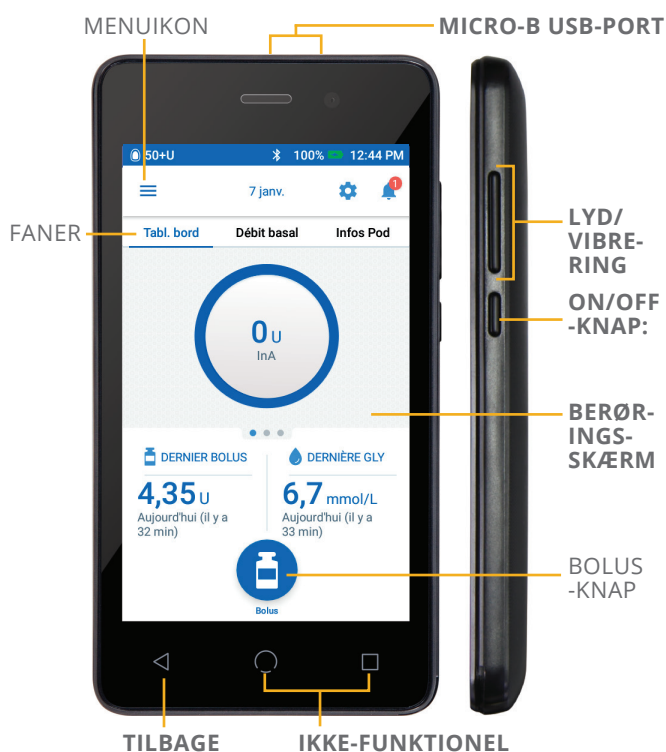 MENUIKON
MICRO-B USB-PORT
50+U
100%
12:44 PM
7 janv.
1
FANER
Tabl. bord
Débit basal
Infos Pod
LYD/
VIBRE-
RING
ON/OFF
-KNAP:
0 U
InA
BERØR-
INGS-
SKÆRM
DERNIER BOLUS
DERNIÈRE GLY
4,35 U
6,7 mmol/L
Aujourd'hui (il y a
32 min)
Aujourd'hui (il y a
33 min)
BOLUS
-KNAP
Bolus
TILBAGE
IKKE-FUNKTIONEL